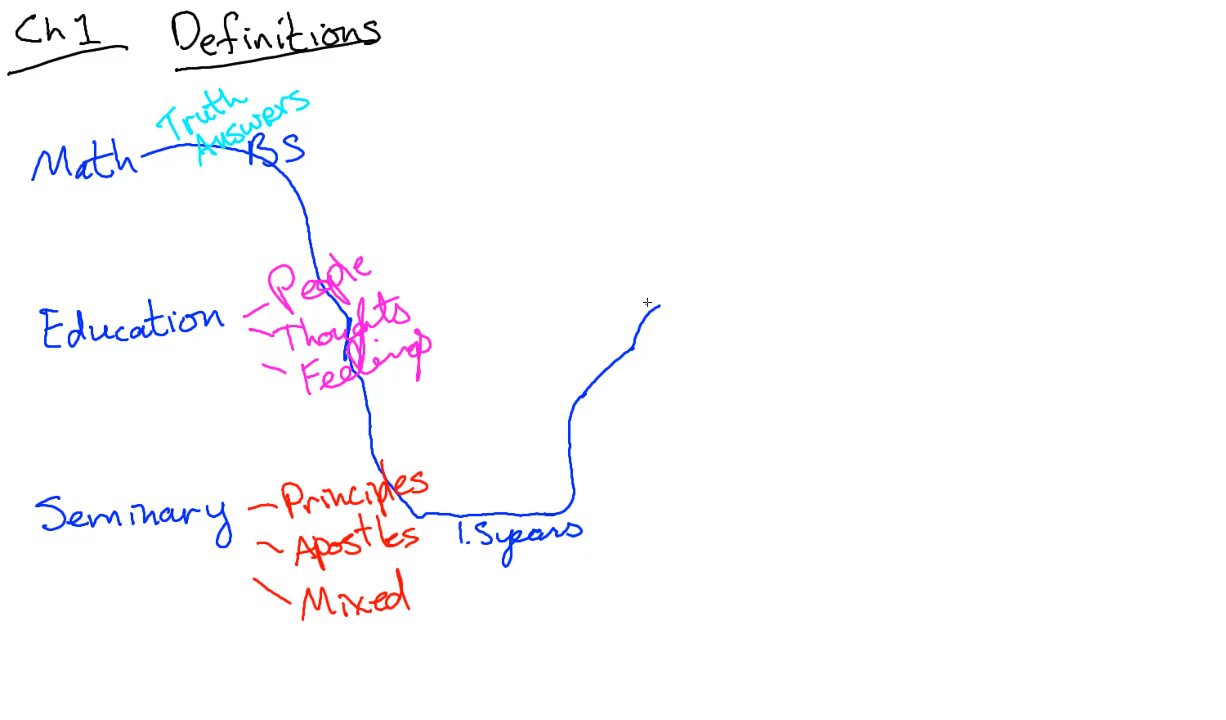 Ch 1 Definitions
Truth
Answers
Math
BS
People
Education
Thoughts
Feelings
Seminary
Principles
Apostles
1.5 years
Mixed